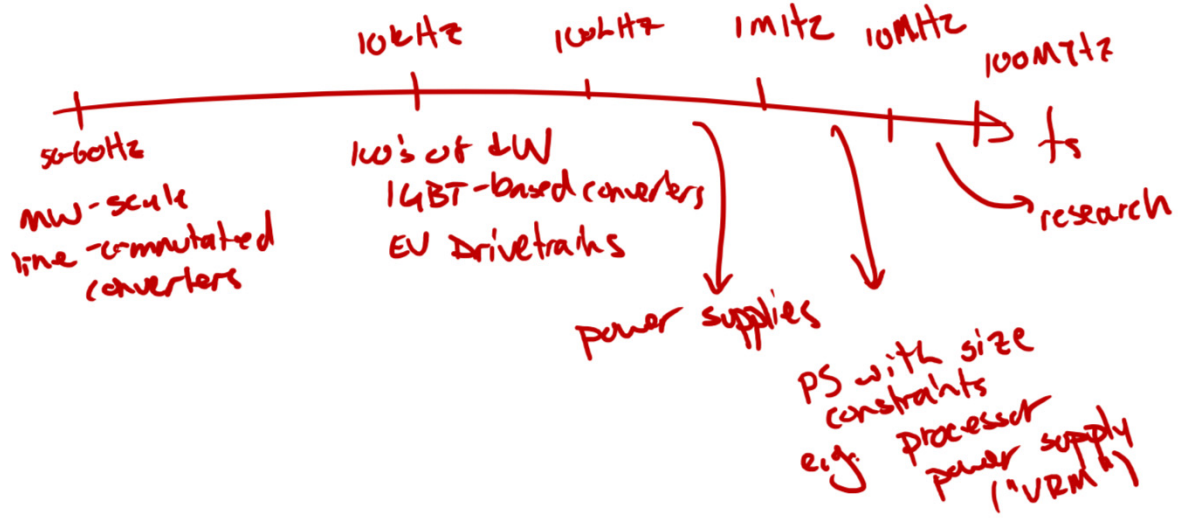 10kHz
100kHz
1MHz
10MHz
100MHz
fs
50-60Hz
MW-scale
line-commutated
converters
100's of kW
IGBT-based converters
EV Drivetrains
power supplies
PS with size
constraints
e.g. processor
power supply
("VRM")
research